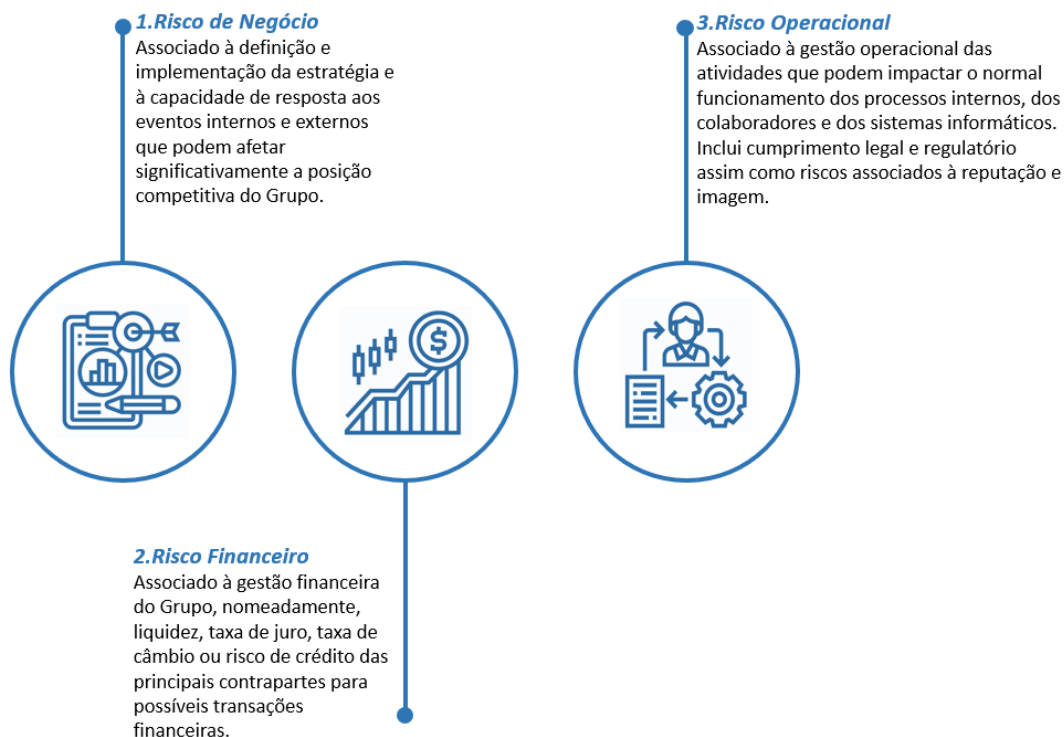 1.Risco de Negócio
Associado à definição e
implementação da estratégia e
à capacidade de resposta aos
eventos internos e externos
que podem afetar
significativamente a posição
competitiva do Grupo.
2.Risco Financeiro
Associado à gestão financeira
do Grupo, nomeadamente,
liquidez, taxa de juro, taxa de
câmbio ou risco de crédito das
principais contrapartes para
possíveis transações
financeiras.
3.Risco Operacional
Associado à gestão operacional das
atividades que podem impactar o normal
funcionamento dos processos internos, dos
colaboradores e dos sistemas informáticos.
Inclui cumprimento legal e regulatório
assim como riscos associados à reputação e
imagem.
$